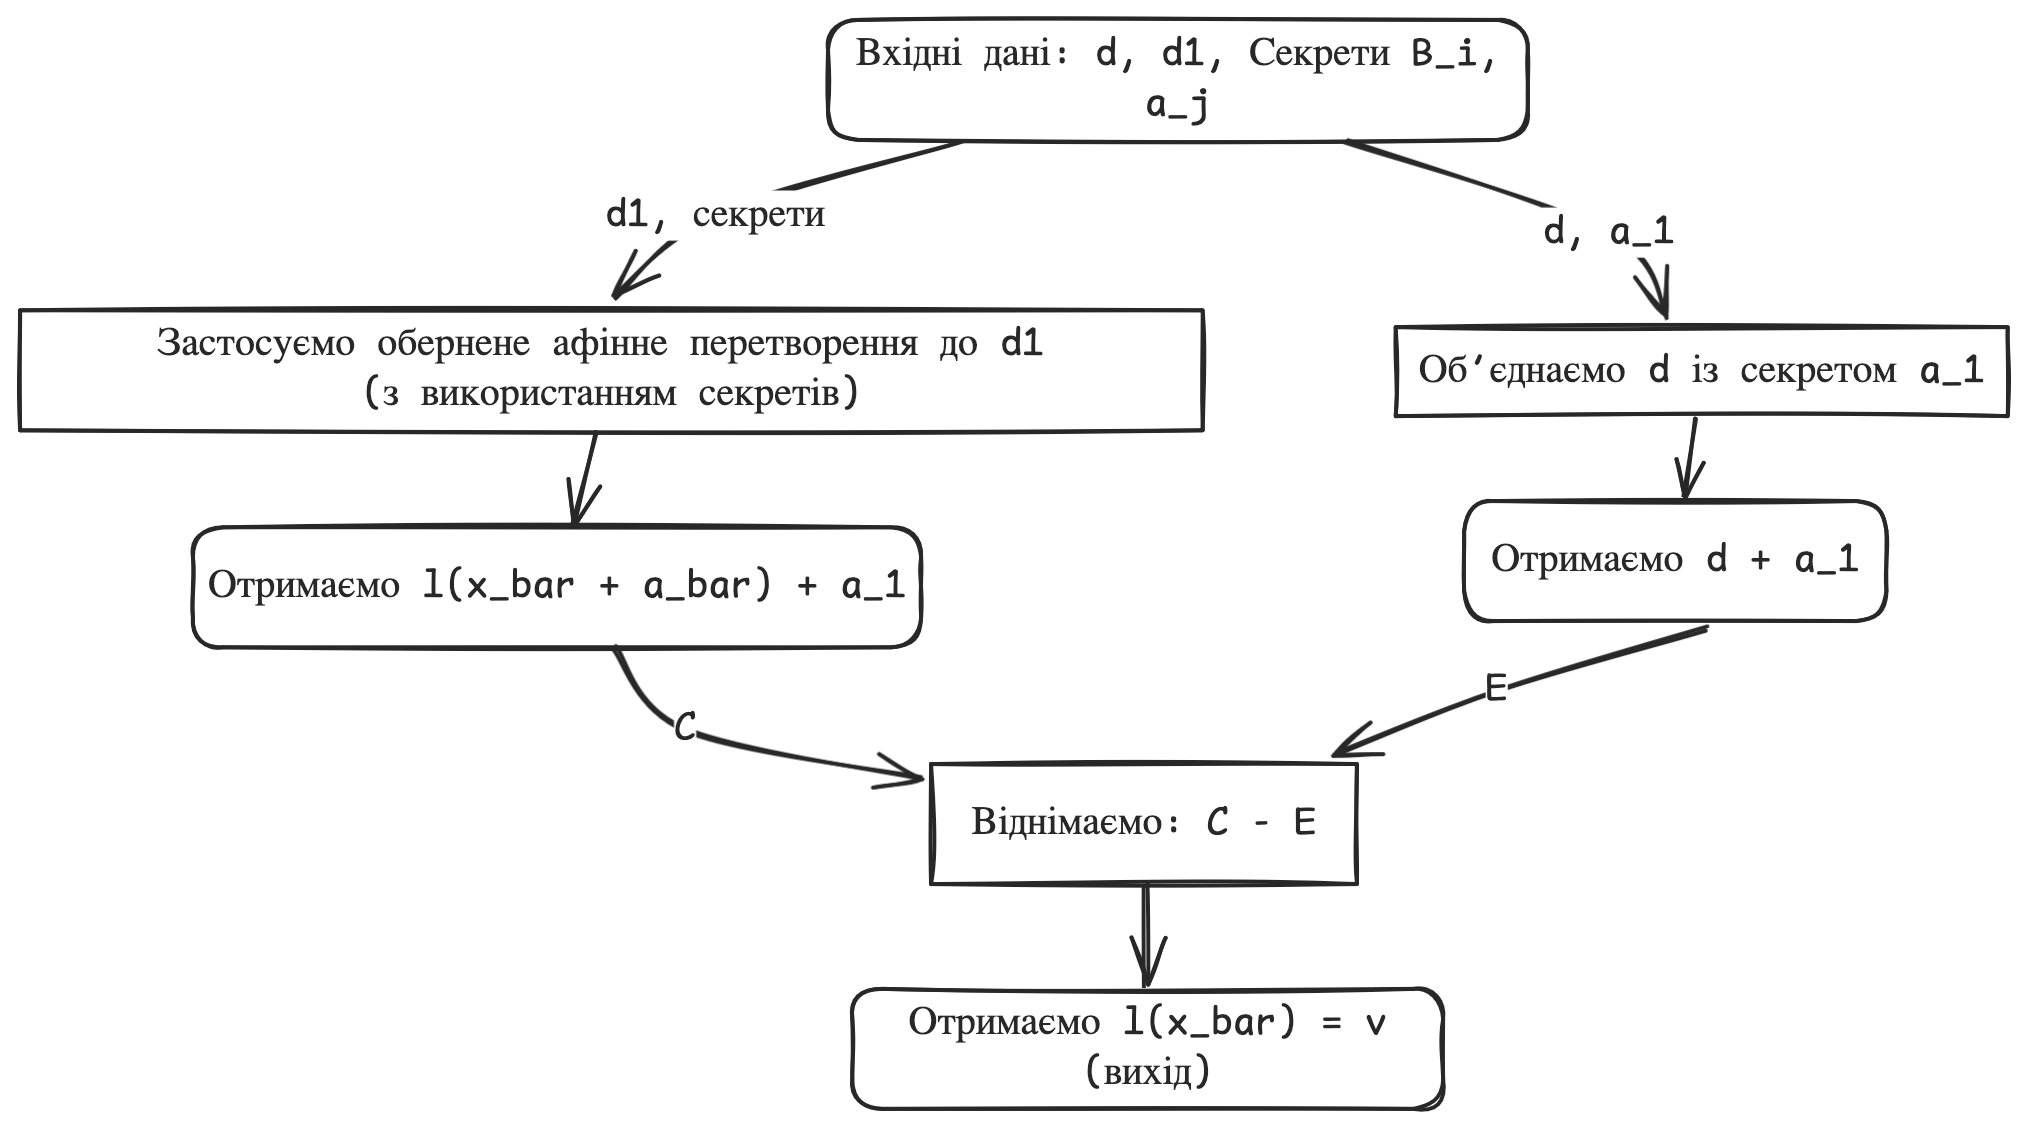 Вхідні дані: d, d1, Секрети B_i,
a_j
d1, секрети
d, a_1
Застосуємо обернене афінне перетворення до d1
(з використанням секретів)
Об'єднаємо d із секретом a_1
Отримаємо l(x_bar + a_bar) + a_1
Отримаємо d + a_1
C
E
Віднімаємо: C - E
Отримаємо l(x_bar) = v
(вихід)